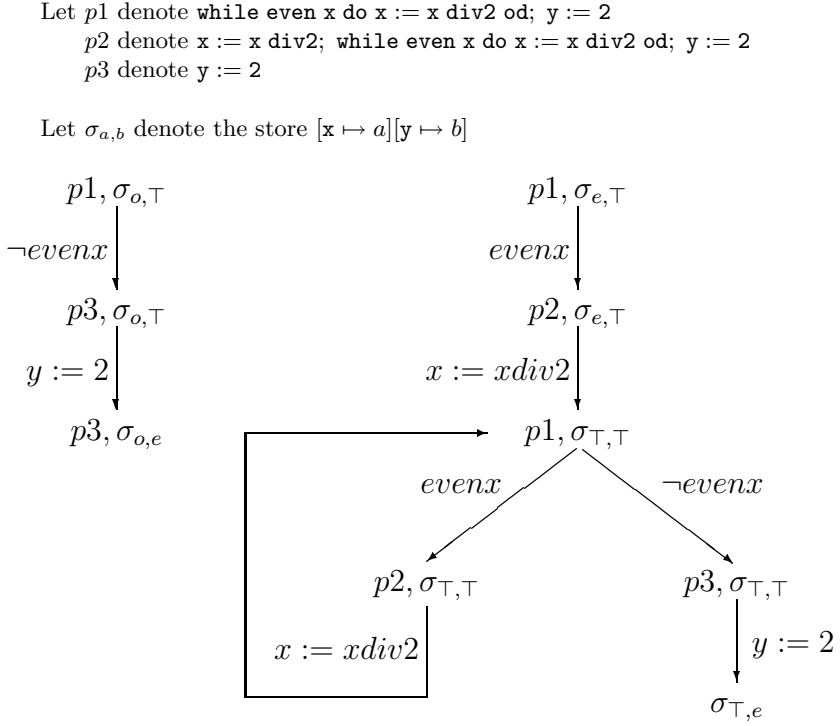 Let p1 denote while even x do x := x div2 od; y := 2
p2 denote x := x div2; while even x do x := x div2 od; y := 2
p3 denote y := 2
Let σ_{a,b} denote the store [x ↦ a][y ↦ b]
p1, σ_{o,⊤} p1, σ_{e,⊤}
¬evenx evenx
p3, σ_{o,⊤} p2, σ_{e,⊤}
y := 2 x := xdiv2
p3, σ_{o,e} p1, σ_{⊤,⊤}
evenx ¬evenx
p2, σ_{⊤,⊤} p3, σ_{⊤,⊤}
x := xdiv2 y := 2
σ_{⊤,e}